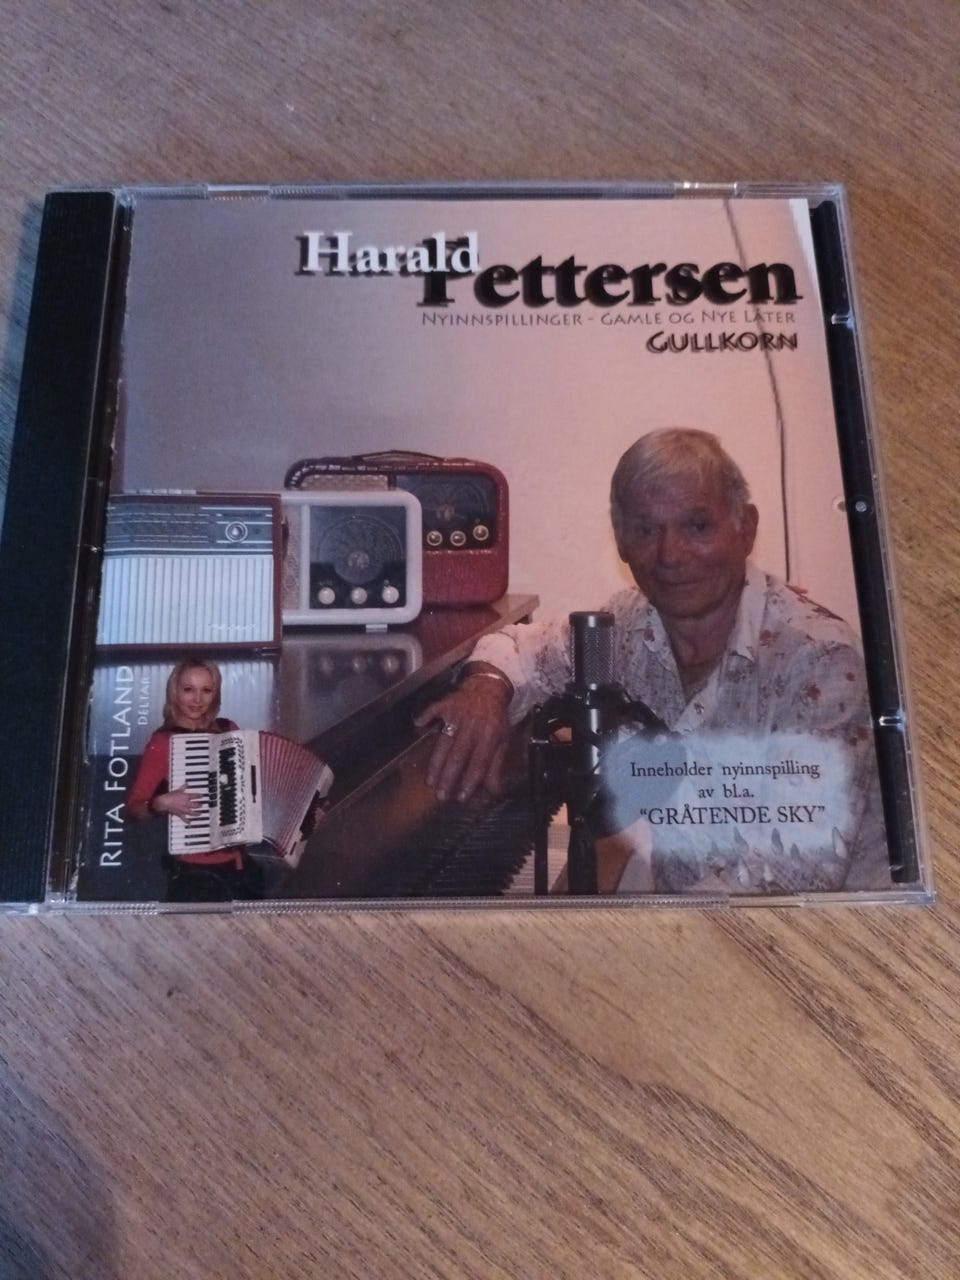 Harald
Pettersen
Nyinnspillinger - Gamle og Nye Låter
Gullkorn
Rita Fotland
deltar
Inneholder nyinnspilling
av bl.a.
"GRÅTENDE SKY"